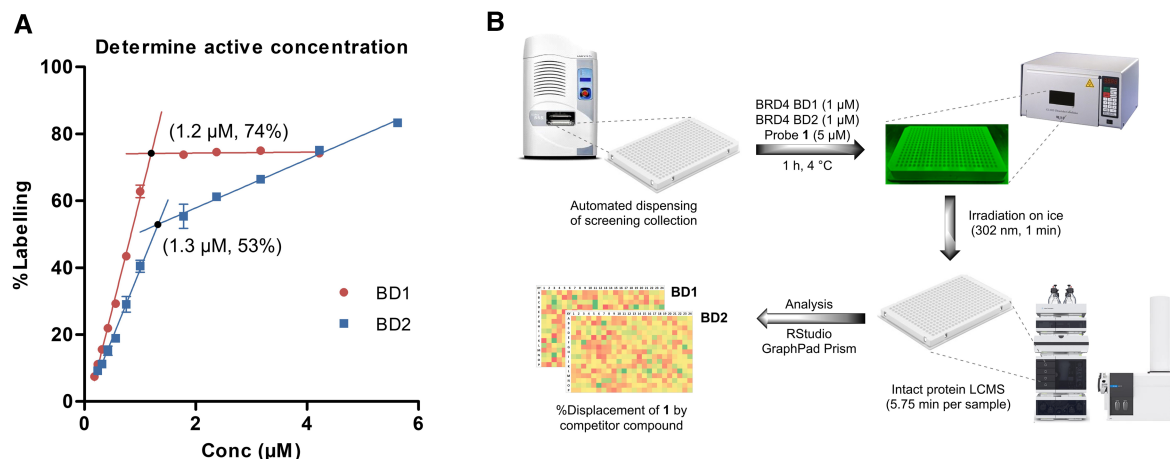 A
Determine active concentration
100
80
60
40
20
0
%Labelling
(1.2 µM, 74%)
(1.3 µM, 53%)
BD1
BD2
0
2
4
6
Conc (µM)
B
Automated dispensing
of screening collection
BRD4 BD1 (1 µM)
BRD4 BD2 (1 µM)
Probe 1 (5 µM)
1 h, 4 °C
Irradiation on ice
(302 nm, 1 min)
Intact protein LCMS
(5.75 min per sample)
Analysis
RStudio
GraphPad Prism
BD1
BD2
%Displacement of 1 by
competitor compound